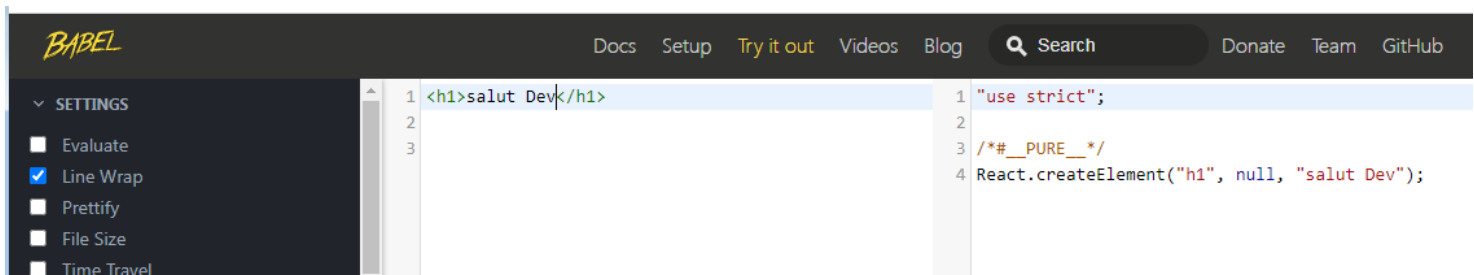 BABEL
Docs Setup Try it out Videos Blog Search Donate Team GitHub
SETTINGS
Evaluate
Line Wrap
Prettify
File Size
Time Travel
1 <h1>salut Dev</h1>
2
3
1 "use strict";
2
3 /*#__PURE__*/
4 React.createElement("h1", null, "salut Dev");